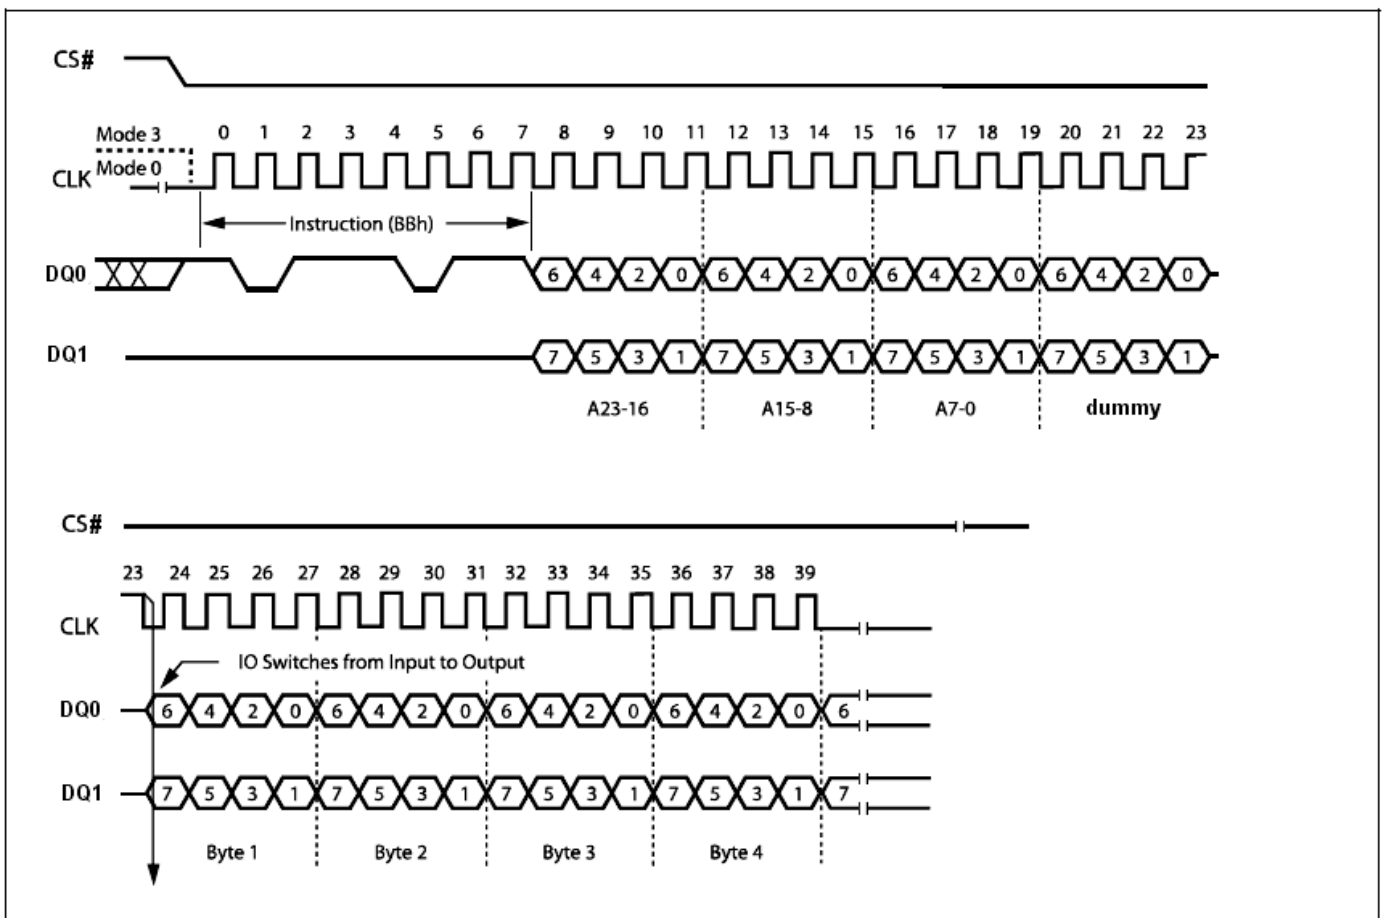 CS#
Mode 3 0 1 2 3 4 5 6 7 8 9 10 11 12 13 14 15 16 17 18 19 20 21 22 23
Mode 0
CLK
Instruction (BBh)
DQ0 6 4 2 0 6 4 2 0 6 4 2 0 6 4 2 0
DQ1 7 5 3 1 7 5 3 1 7 5 3 1 7 5 3 1
A23-16 A15-8 A7-0 dummy
CS#
23 24 25 26 27 28 29 30 31 32 33 34 35 36 37 38 39
CLK
IO Switches from Input to Output
DQ0 6 4 2 0 6 4 2 0 6 4 2 0 6 4 2 0 6
DQ1 7 5 3 1 7 5 3 1 7 5 3 1 7 5 3 1 7
Byte 1 Byte 2 Byte 3 Byte 4